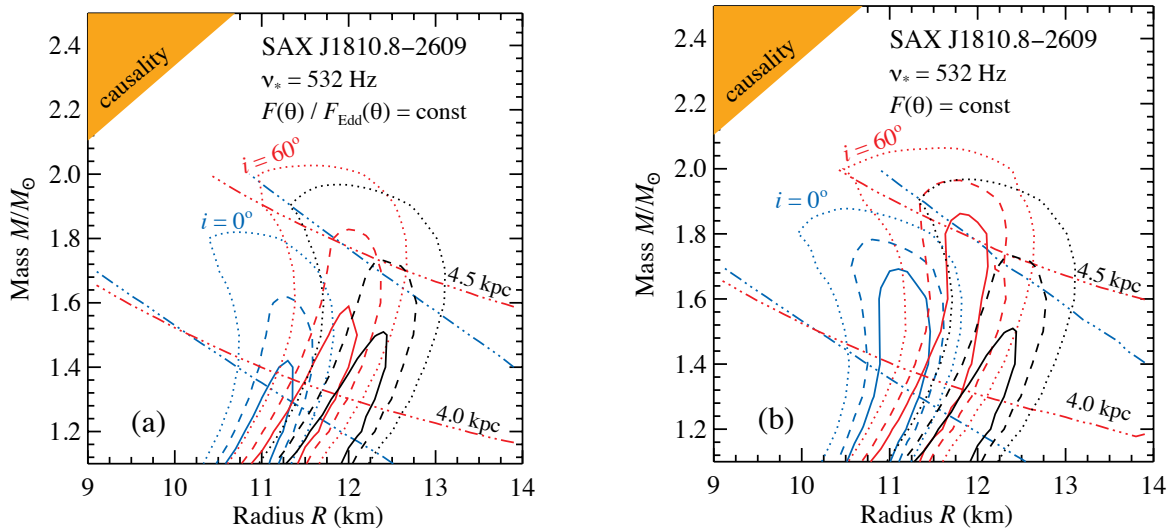 2.4
2.2
2.0
1.8
1.6
1.4
1.2
Mass M/M☉
causality
SAX J1810.8−2609
ν* = 532 Hz
F(θ) / F_Edd(θ) = const
i = 60°
i = 0°
4.5 kpc
4.0 kpc
(a)
9 10 11 12 13 14
Radius R (km)
2.4
2.2
2.0
1.8
1.6
1.4
1.2
Mass M/M☉
causality
SAX J1810.8−2609
ν* = 532 Hz
F(θ) = const
i = 60°
i = 0°
4.5 kpc
4.0 kpc
(b)
9 10 11 12 13 14
Radius R (km)